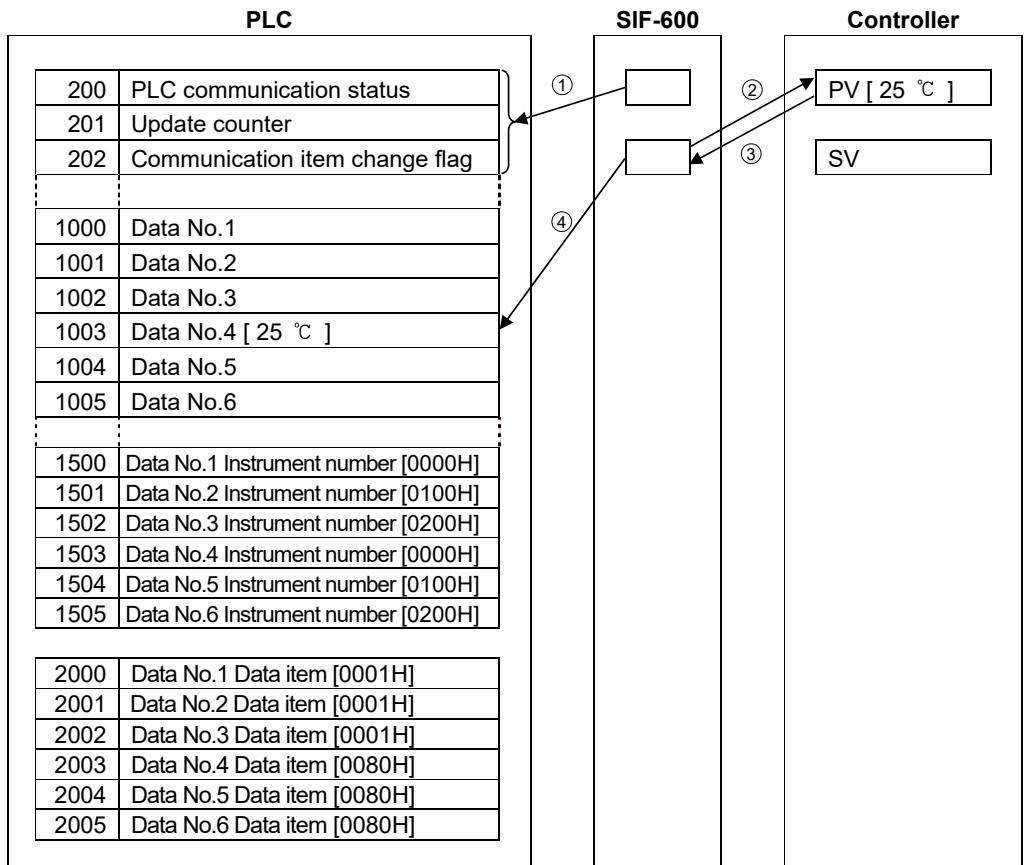 PLC SIF-600 Controller
200 PLC communication status ① ② PV [ 25 ℃ ]
201 Update counter
202 Communication item change flag ③ SV
1000 Data No.1 ④
1001 Data No.2
1002 Data No.3
1003 Data No.4 [ 25 ℃ ]
1004 Data No.5
1005 Data No.6
1500 Data No.1 Instrument number [0000H]
1501 Data No.2 Instrument number [0100H]
1502 Data No.3 Instrument number [0200H]
1503 Data No.4 Instrument number [0000H]
1504 Data No.5 Instrument number [0100H]
1505 Data No.6 Instrument number [0200H]
2000 Data No.1 Data item [0001H]
2001 Data No.2 Data item [0001H]
2002 Data No.3 Data item [0001H]
2003 Data No.4 Data item [0080H]
2004 Data No.5 Data item [0080H]
2005 Data No.6 Data item [0080H]